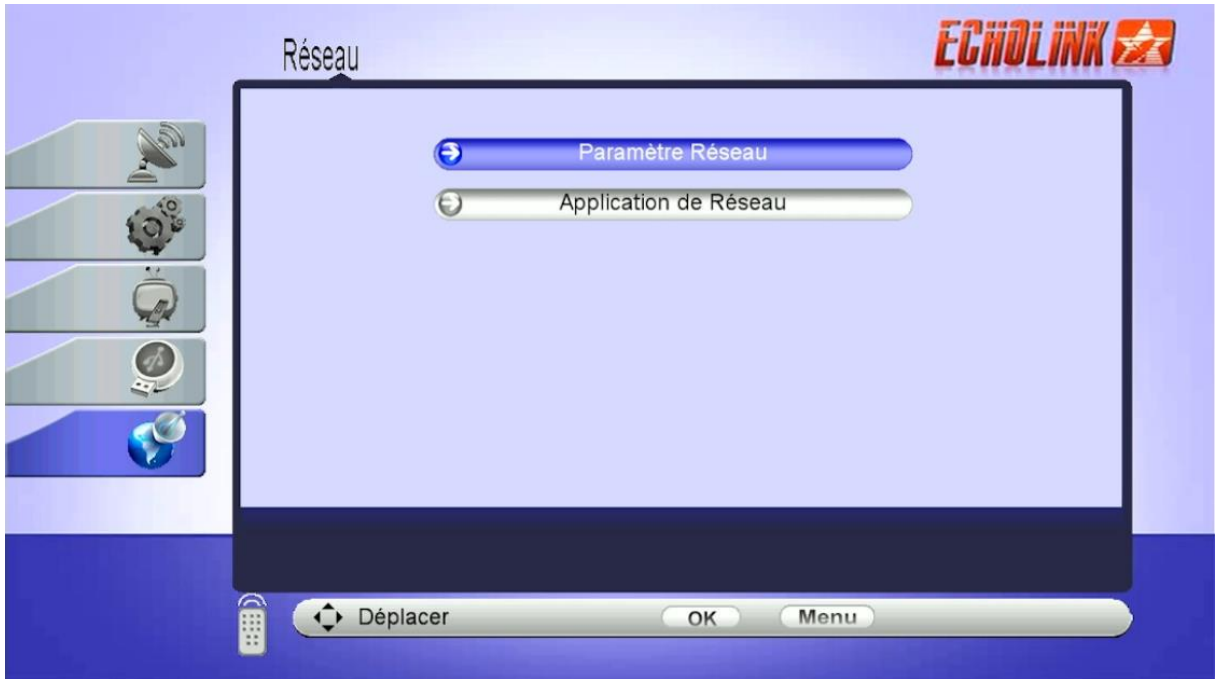 Réseau
ECHOLINK
Paramètre Réseau
Application de Réseau
Déplacer
OK
Menu